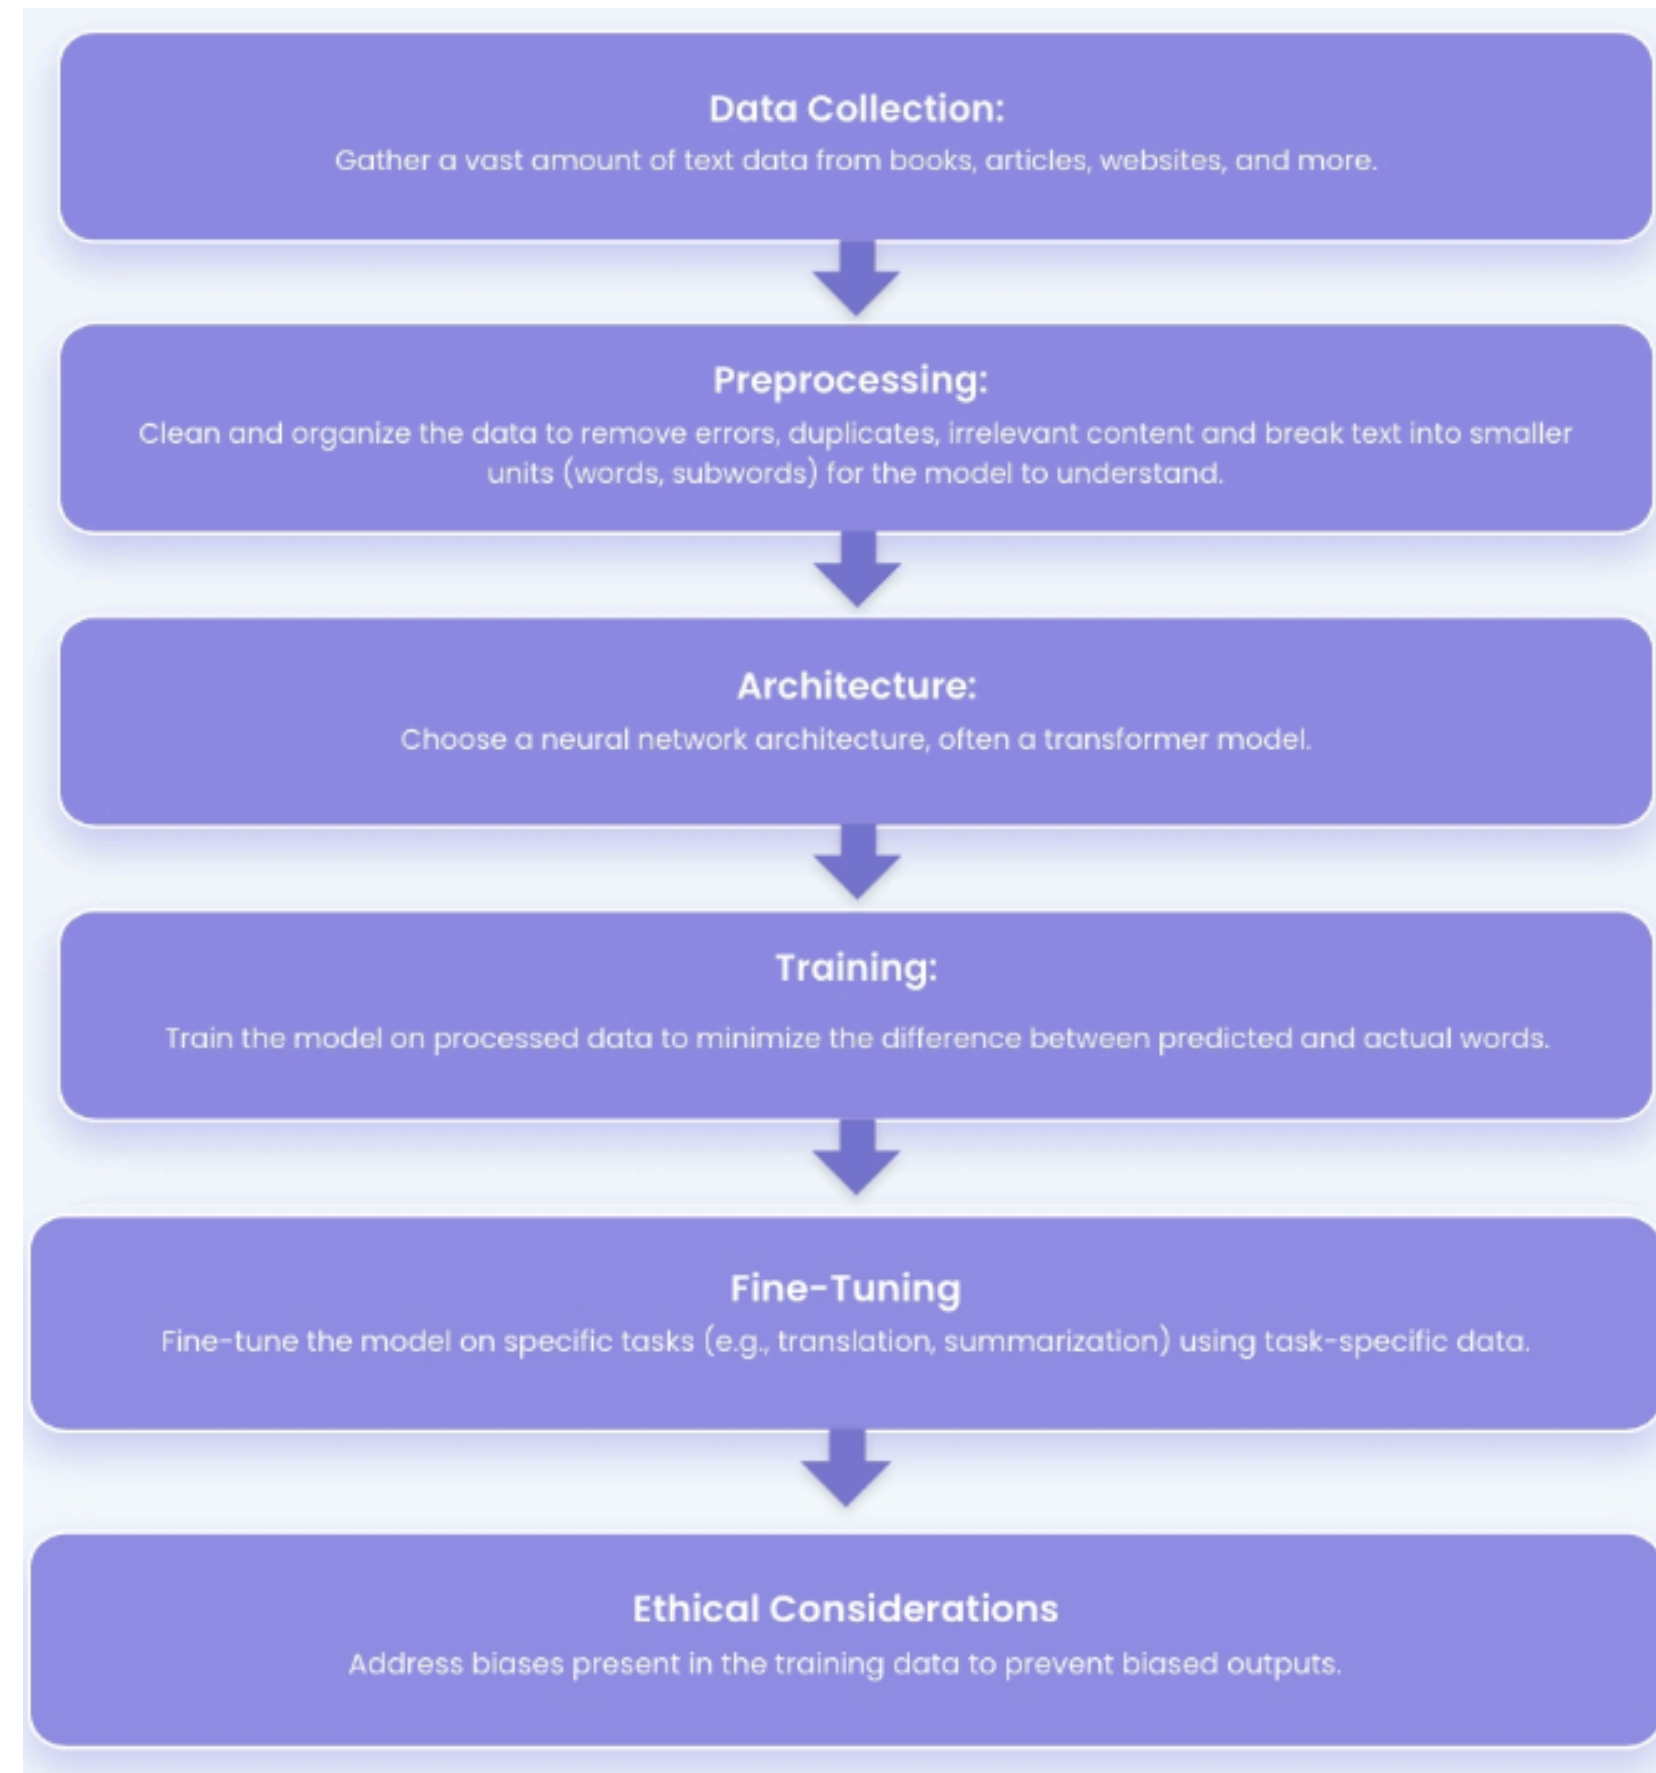 Data Collection:
Gather a vast amount of text data from books, articles, websites, and more.
Preprocessing:
Clean and organize the data to remove errors, duplicates, irrelevant content and break text into smaller
units (words, subwords) for the model to understand.
Architecture:
Choose a neural network architecture, often a transformer model.
Training:
Train the model on processed data to minimize the difference between predicted and actual words.
Fine-Tuning
Fine-tune the model on specific tasks (e.g., translation, summarization) using task-specific data.
Ethical Considerations
Address biases present in the training data to prevent biased outputs.